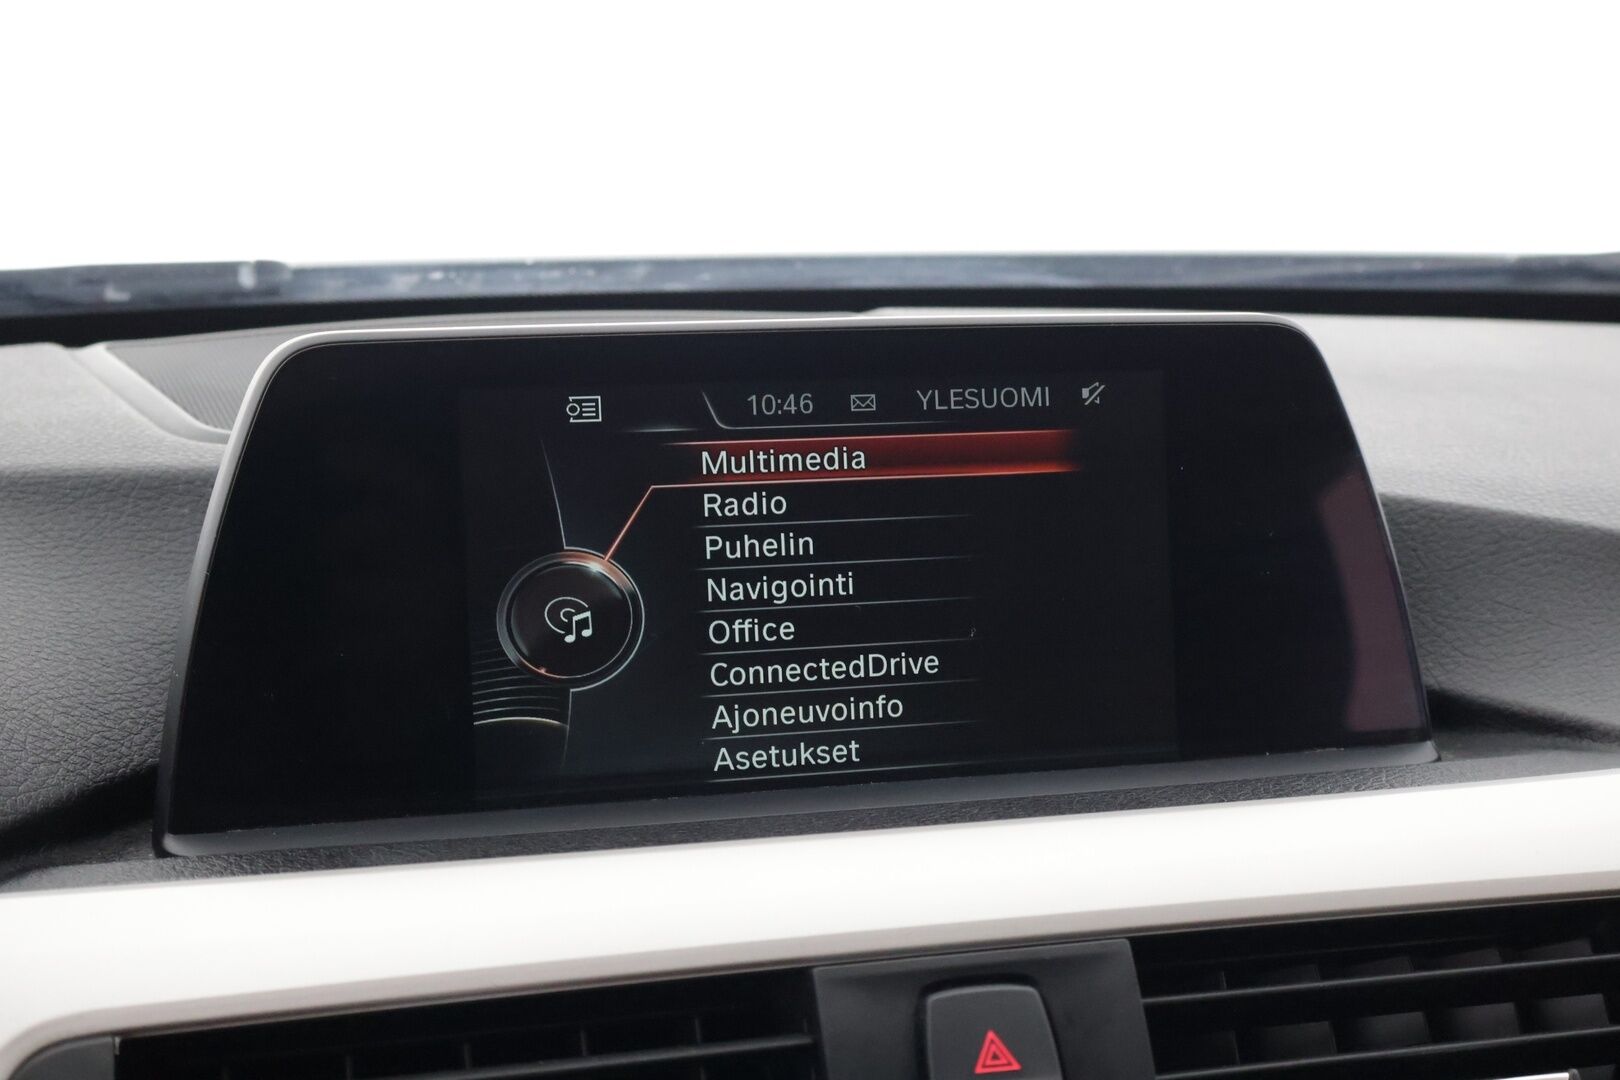 10:46 YLESUOMI
Multimedia
Radio
Puhelin
Navigointi
Office
ConnectedDrive
Ajoneuvoinfo
Asetukset